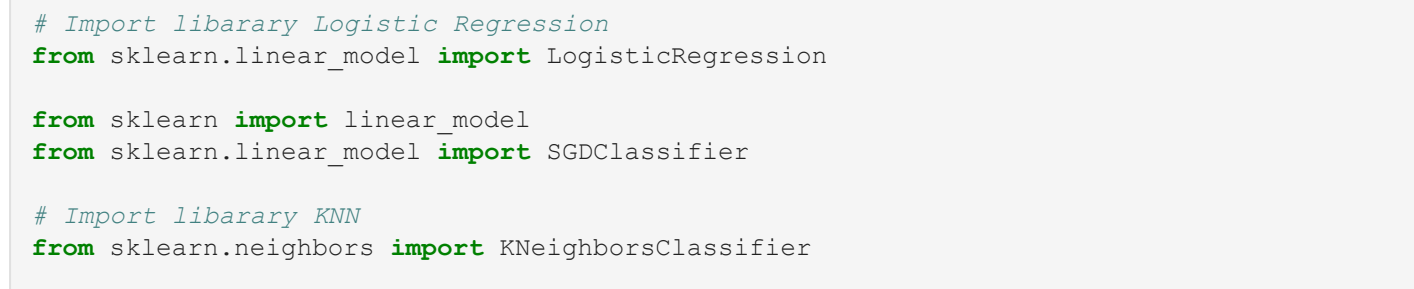 # Import libarary Logistic Regression
from sklearn.linear_model import LogisticRegression
from sklearn import linear_model
from sklearn.linear_model import SGDClassifier
# Import libarary KNN
from sklearn.neighbors import KNeighborsClassifier